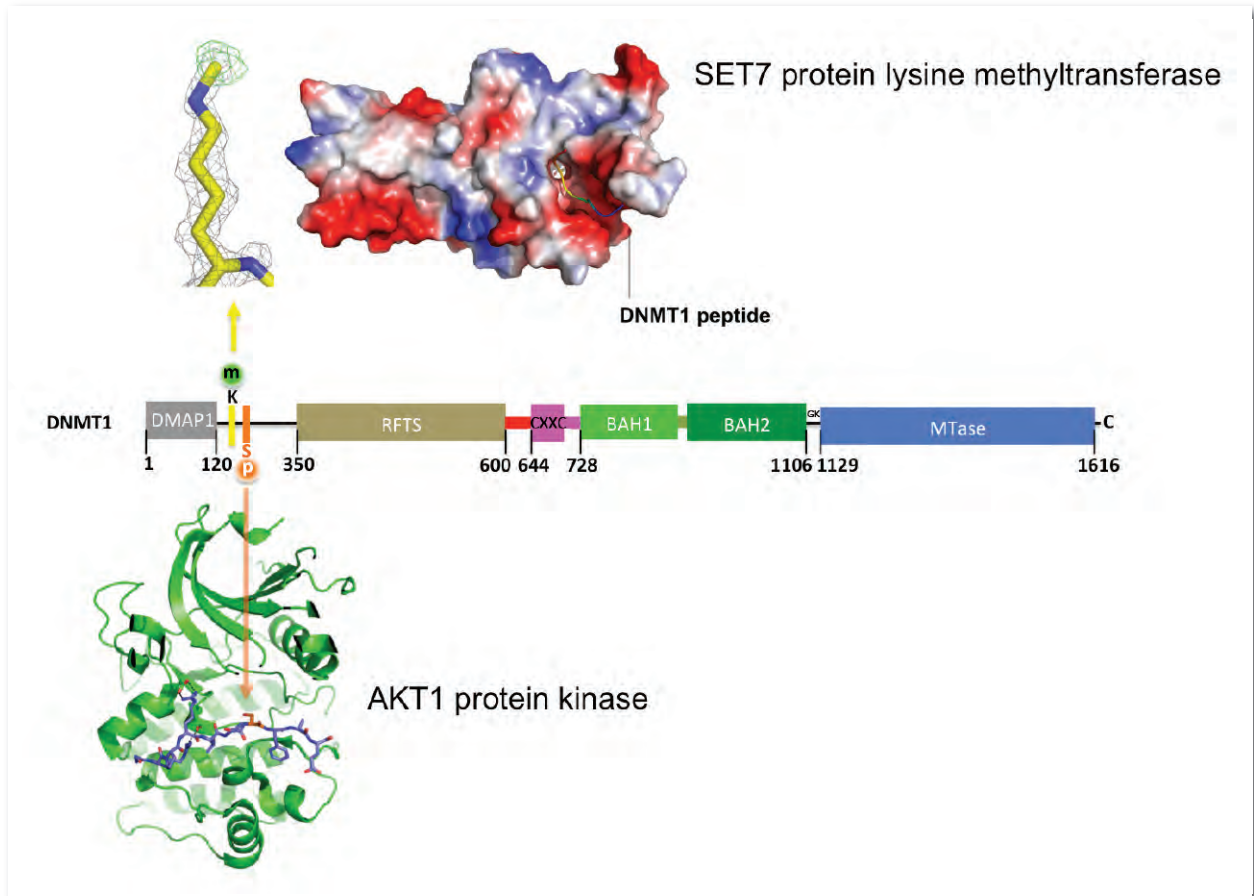 SET7 protein lysine methyltransferase
DNMT1 peptide
m
K
DNMT1
DMAP1
RFTS
CXXC
BAH1
BAH2
GK
MTase
C
S
p
1
120
350
600
644
728
1106
1129
1616
AKT1 protein kinase